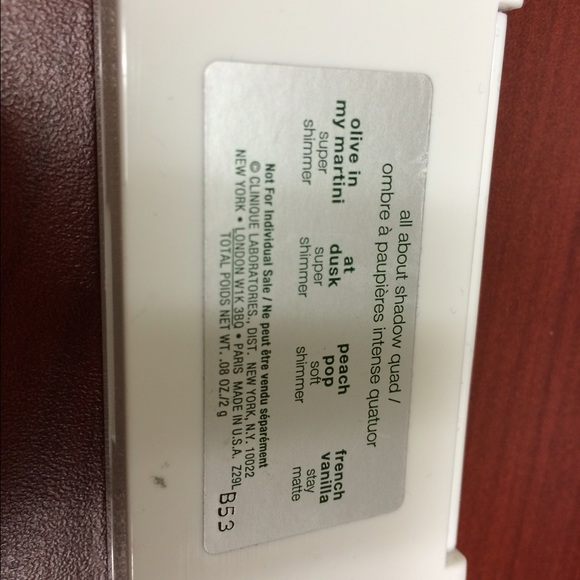 all about shadow quad /
ombre à paupières intense quatuor
olive in
my martini
super
shimmer
at
dusk
super
shimmer
peach
pop
soft
shimmer
french
vanilla
stay
matte
Not For Individual Sale / Ne peut être vendu séparément
© CLINIQUE LABORATORIES., DIST. NEW YORK, N.Y. 10022
NEW YORK • LONDON W1K 3BQ • PARIS MADE IN U.S.A. Z29L
TOTAL POIDS NET WT. .08 OZ./2 g
B53